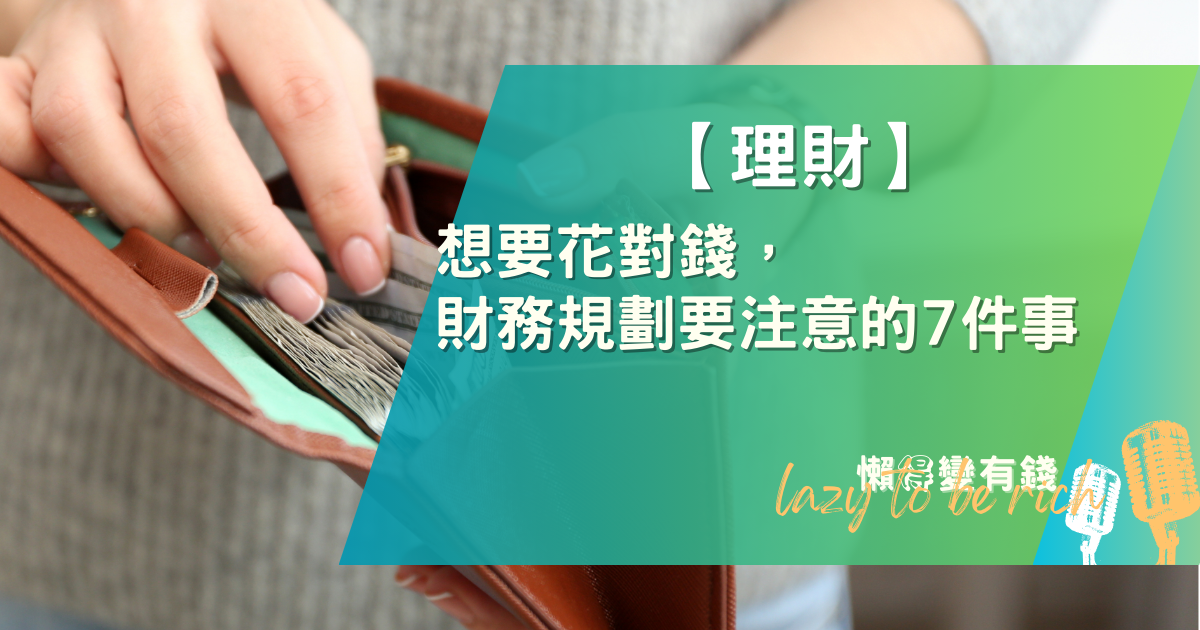 【理財】
想要花對錢，
財務規劃要注意的7件事
懶得變有錢
lazy to be rich